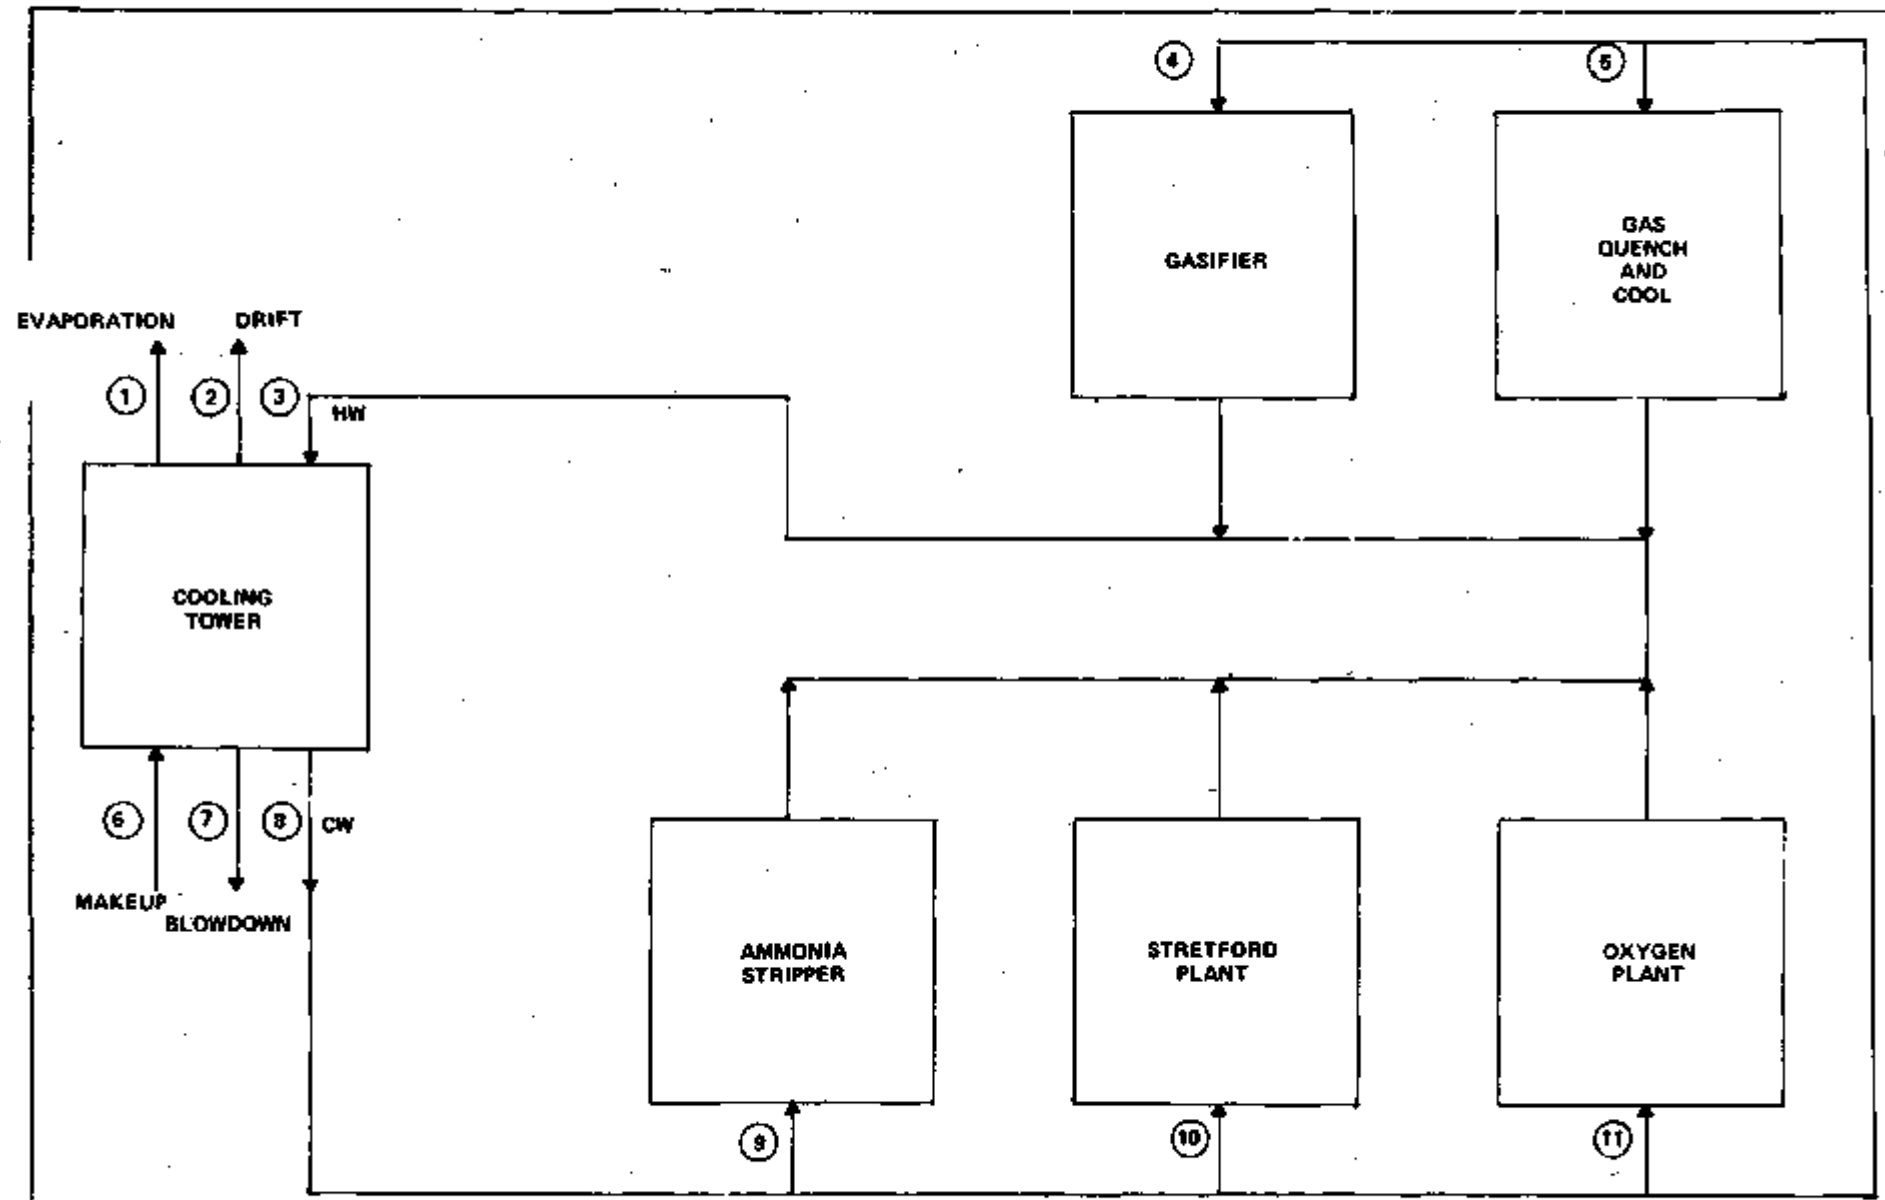 4
5
GASIFIER
GAS
QUENCH
AND
COOL
EVAPORATION
DRIFT
1
2
3
HW
COOLING
TOWER
6
7
8
CW
MAKEUP
BLOWDOWN
AMMONIA
STRIPPER
STRETFORD
PLANT
OXYGEN
PLANT
9
10
11